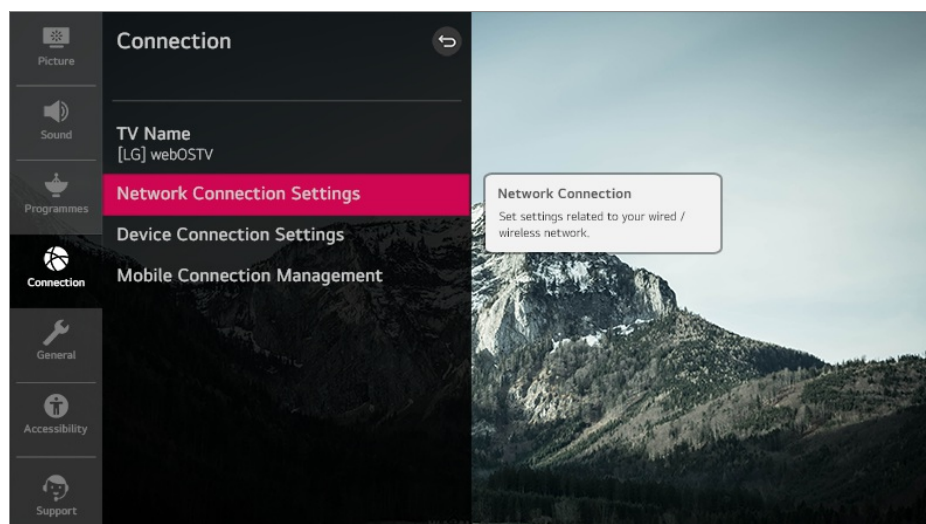 Picture
Sound
Programmes
Connection
General
Accessibility
Support
Connection
TV Name
[LG] webOSTV
Network Connection Settings
Device Connection Settings
Mobile Connection Management
Network Connection
Set settings related to your wired /
wireless network.